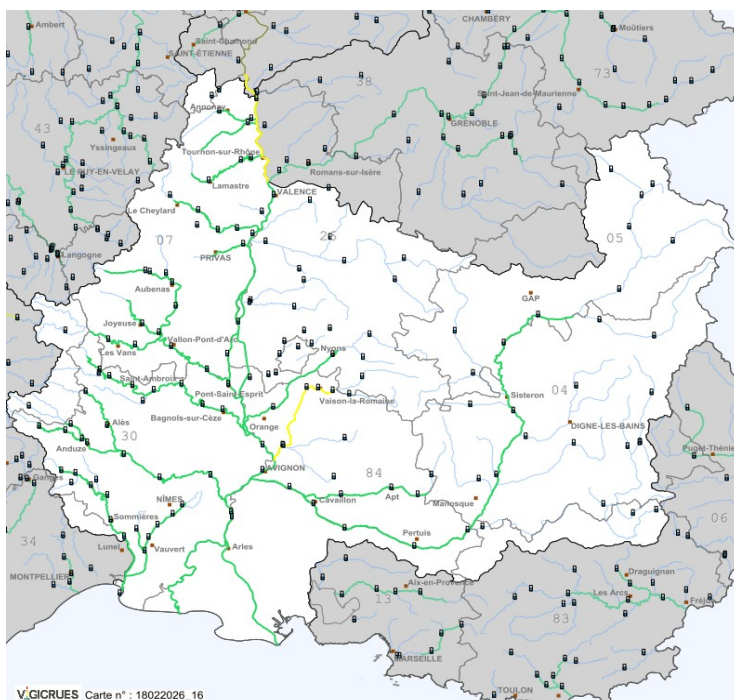 Ambert
CHAMBÉRY
Moûtiers
Saint-Chamond
SAINT-ÉTIENNE
38
73
Saint-Jean-de-Maurienne
Annonay
GRENOBLE
43
Yssingeaux
Tournon-sur-Rhône
LE PUY-EN-VELAY
Romans-sur-Isère
Lamastre
VALENCE
Le Cheylard
07
26
05
PRIVAS
Langogne
Aubenas
GAP
Joyeuse
Vallon-Pont-d'Arc
Les Vans
Nyons
Saint-Ambroix
Pont-Saint-Esprit
Vaison-la-Romaine
04
Sisteron
Bagnols-sur-Cèze
Orange
Alès
DIGNE-LES-BAINS
30
Anduze
Puget-Théniers
AVIGNON
84
Ganges
Apt
Cavaillon
Manosque
NÎMES
Sommières
06
34
Lunel
Vauvert
Arles
Pertuis
MONTPELLIER
Draguignan
Aix-en-Provence
Les Arcs
13
Fréjus
83
MARSEILLE
TOULON
VIGICRUES Carte n° : 18022026_16